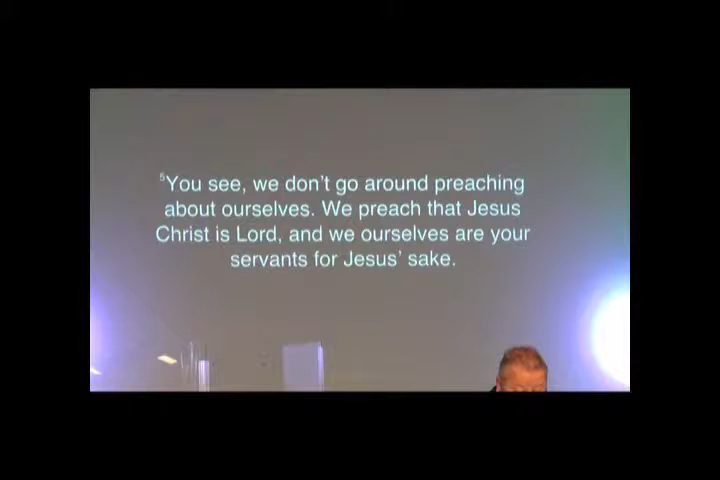 ⁵You see, we don't go around preaching
about ourselves. We preach that Jesus
Christ is Lord, and we ourselves are your
servants for Jesus' sake.